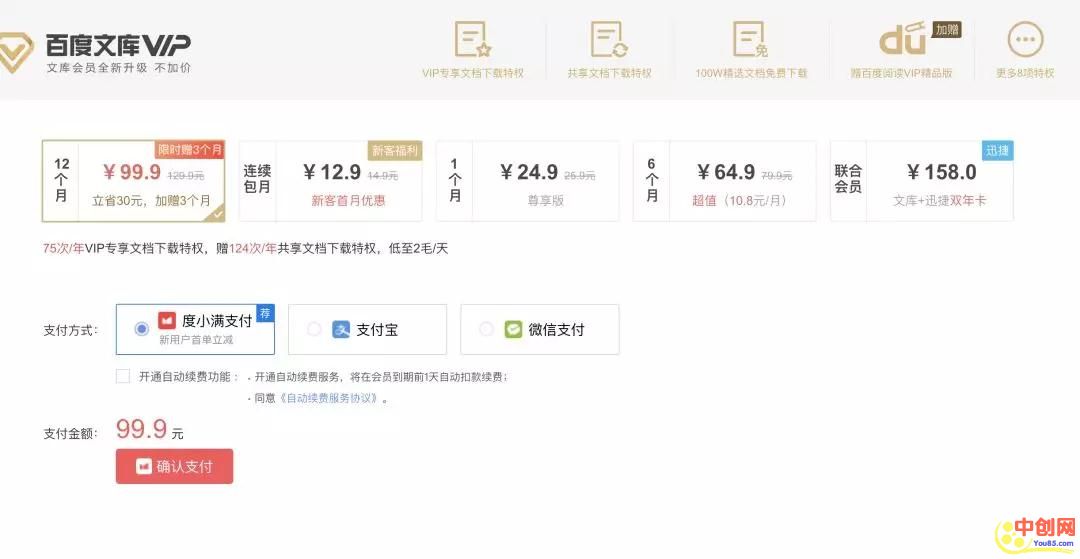 百度文库VIP
文库会员全新升级 不加价
免
du 加赠
VIP专享文档下载特权
共享文档下载特权
100W精选文档免费下载
赠百度阅读VIP精品版
更多8项特权
12个月
限时赠3个月
¥99.9 129.9元
立省30元，加赠3个月
连续包月
新客福利
¥12.9 14.9元
新客首月优惠
1个月
¥24.9 25.9元
尊享版
6个月
¥64.9 79.9元
超值（10.8元/月）
联合会员
迅捷
¥158.0
文库+迅捷双年卡
75次/年VIP专享文档下载特权，赠124次/年共享文档下载特权，低至2毛/天
支付方式：
度小满支付
荐
新用户首单立减
支付宝
微信支付
开通自动续费功能： · 开通自动续费服务，将在会员到期前1天自动扣款续费；
· 同意《自动续费服务协议》。
支付金额： 99.9 元
确认支付
中创网
You85.com